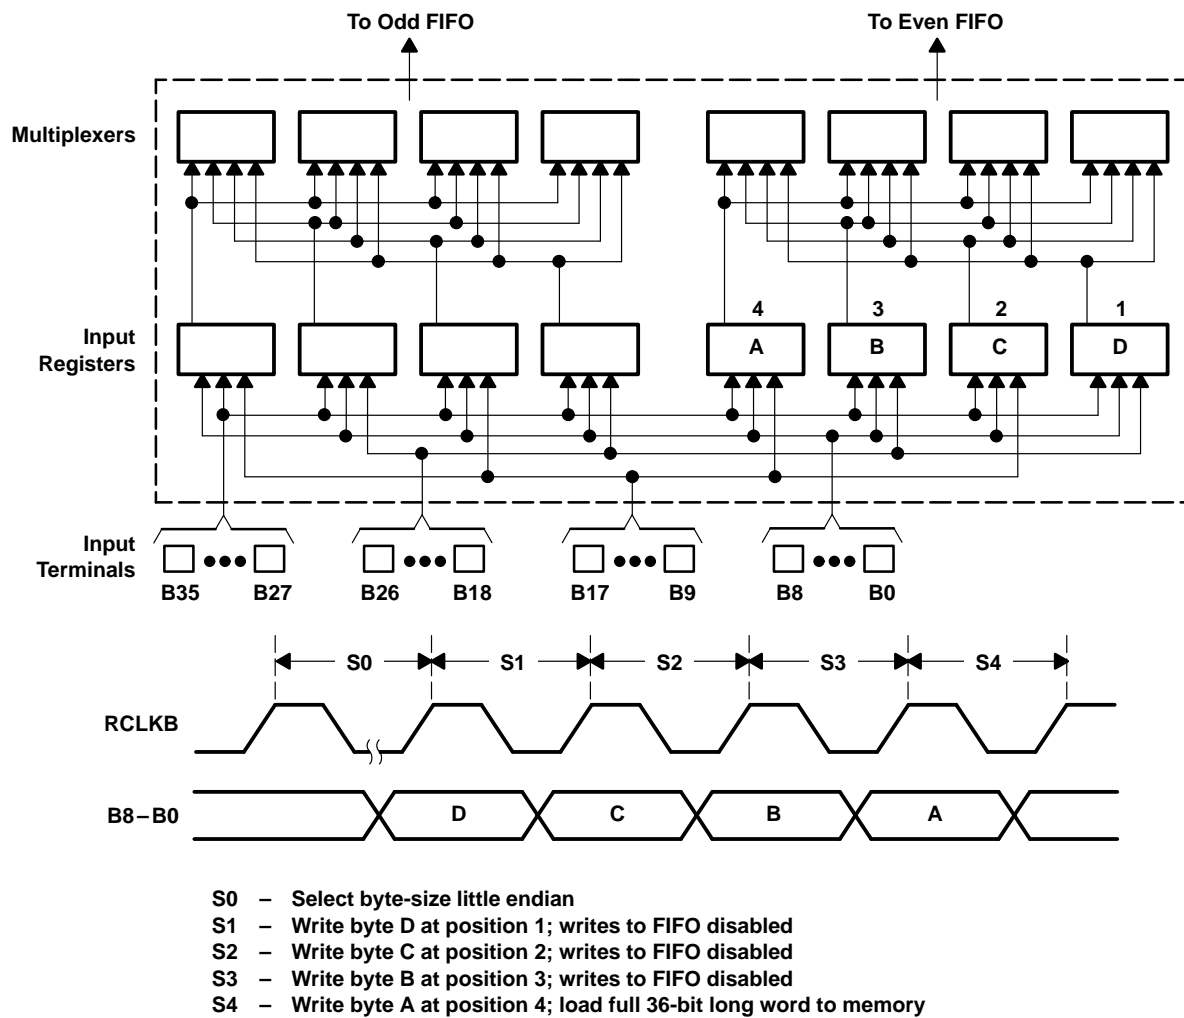 To Odd FIFO To Even FIFO
Multiplexers
4 3 2 1
Input
Registers
A B C D
Input
Terminals
B35 B27 B26 B18 B17 B9 B8 B0
S0 S1 S2 S3 S4
RCLKB
B8–B0 D C B A
S0 – Select byte-size little endian
S1 – Write byte D at position 1; writes to FIFO disabled
S2 – Write byte C at position 2; writes to FIFO disabled
S3 – Write byte B at position 3; writes to FIFO disabled
S4 – Write byte A at position 4; load full 36-bit long word to memory